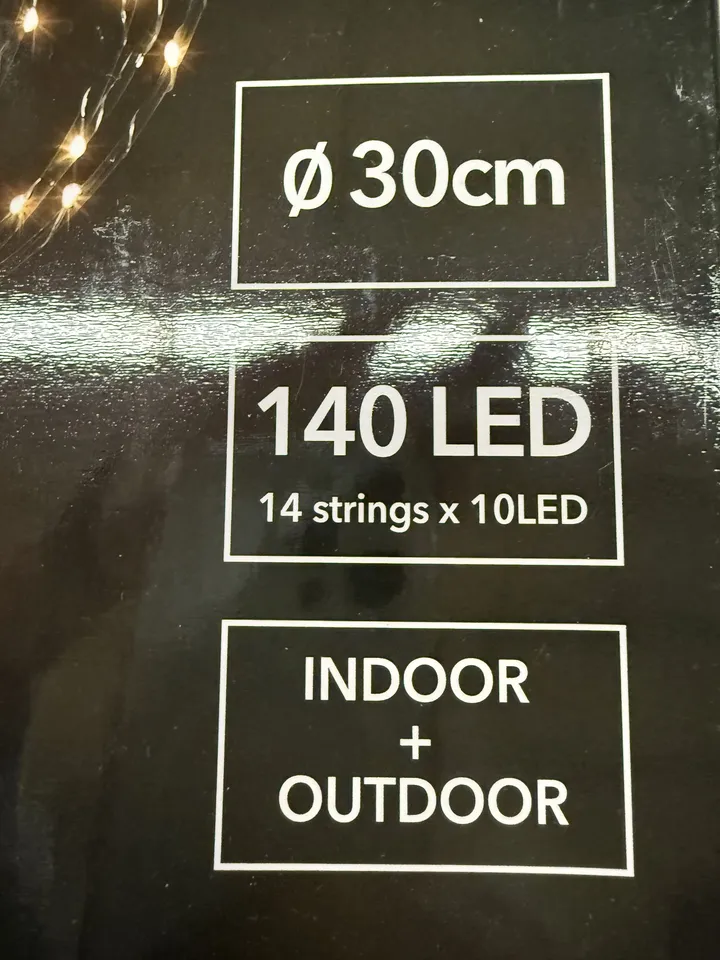 Ø 30cm
140 LED
14 strings x 10LED
INDOOR
+
OUTDOOR